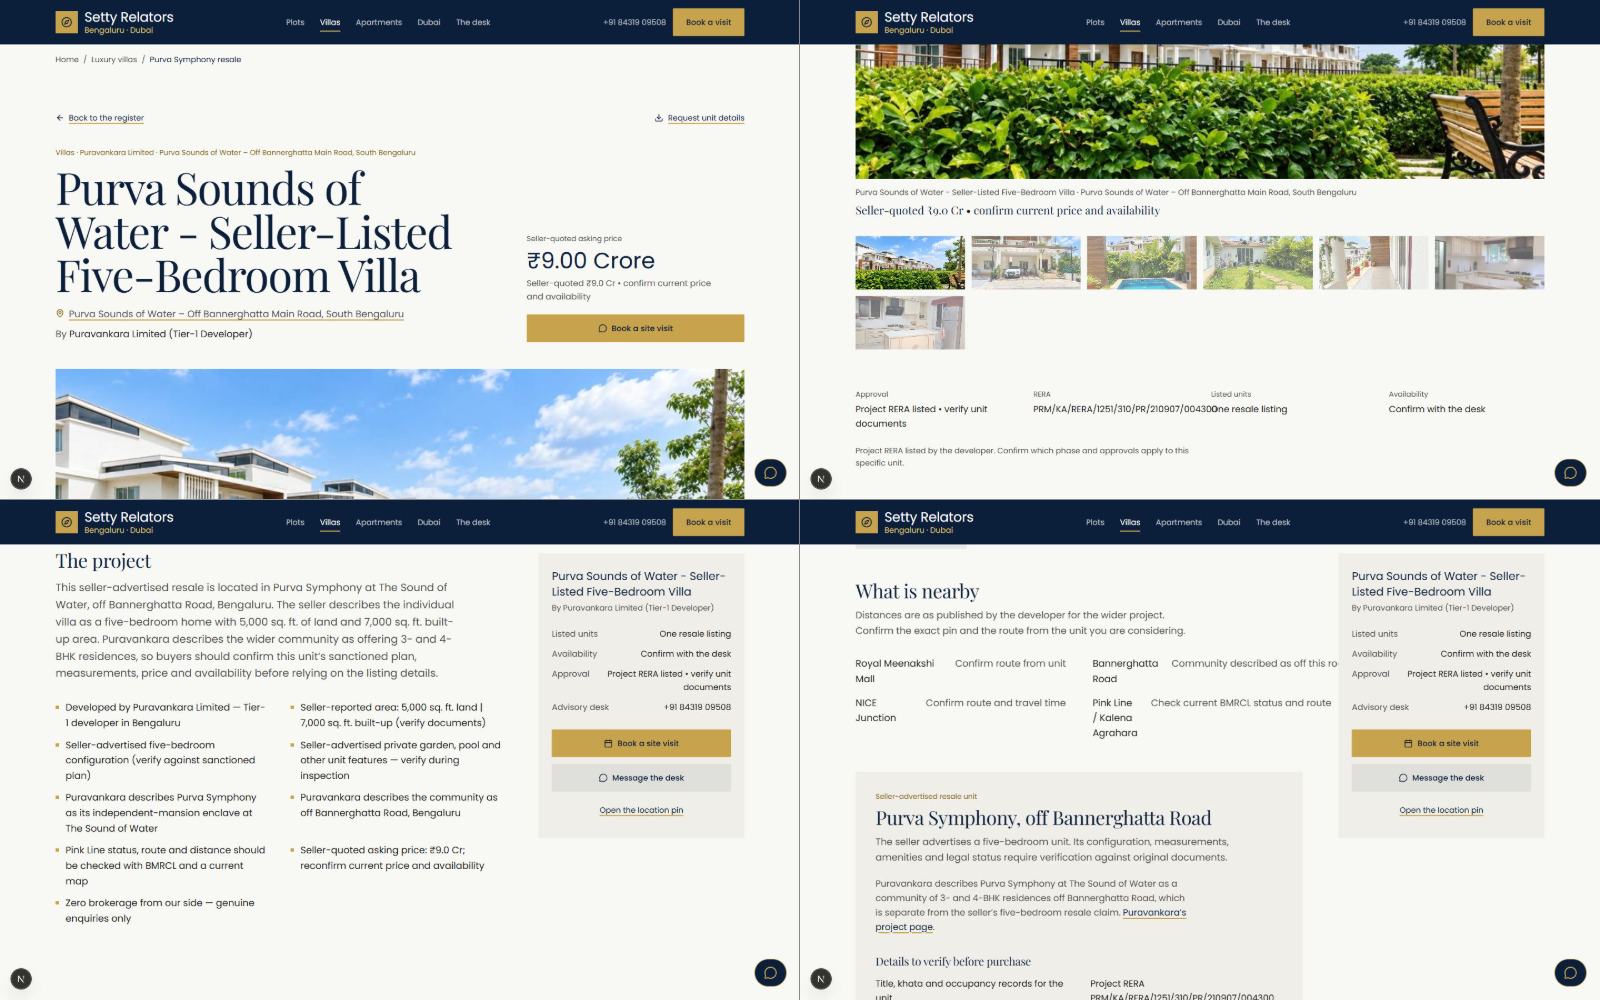 Setty Relators
Bengaluru · Dubai
Plots Villas Apartments Dubai The desk
+91 84319 09508
Book a visit
Home / Luxury villas / Purva Symphony resale
Back to the register
Request unit details
Villas · Puravankara Limited · Purva Sounds of Water – Off Bannerghatta Main Road, South Bengaluru
Purva Sounds of
Water - Seller-Listed
Five-Bedroom Villa
Purva Sounds of Water – Off Bannerghatta Main Road, South Bengaluru
By Puravankara Limited (Tier-1 Developer)
Seller-quoted asking price
₹9.00 Crore
Seller-quoted ₹9.0 Cr • confirm current price
and availability
Book a site visit
N
Setty Relators
Bengaluru · Dubai
Plots Villas Apartments Dubai The desk
+91 84319 09508
Book a visit
Purva Sounds of Water - Seller-Listed Five-Bedroom Villa · Purva Sounds of Water – Off Bannerghatta Main Road, South Bengaluru
Seller-quoted ₹9.0 Cr • confirm current price and availability
Approval
Project RERA listed • verify unit
documents
RERA
PRM/KA/RERA/1251/310/PR/210907/004300
Listed units
One resale listing
Availability
Confirm with the desk
Project RERA listed by the developer. Confirm which phase and approvals apply to this
specific unit.
N
Setty Relators
Bengaluru · Dubai
Plots Villas Apartments Dubai The desk
+91 84319 09508
Book a visit
The project
This seller-advertised resale is located in Purva Symphony at The Sound of
Water, off Bannerghatta Road, Bengaluru. The seller describes the individual
villa as a five-bedroom home with 5,000 sq. ft. of land and 7,000 sq. ft. built-
up area. Puravankara describes the wider community as offering 3- and 4-
BHK residences, so buyers should confirm this unit's sanctioned plan,
measurements, price and availability before relying on the listing details.
Developed by Puravankara Limited — Tier-
1 developer in Bengaluru
Seller-reported area: 5,000 sq. ft. land |
7,000 sq. ft. built-up (verify documents)
Seller-advertised five-bedroom
configuration (verify against sanctioned
plan)
Seller-advertised private garden, pool and
other unit features — verify during
inspection
Puravankara describes Purva Symphony
as its independent-mansion enclave at
The Sound of Water
Puravankara describes the community as
off Bannerghatta Road, Bengaluru
Pink Line status, route and distance should
be checked with BMRCL and a current
map
Seller-quoted asking price: ₹9.0 Cr;
reconfirm current price and availability
Zero brokerage from our side — genuine
enquiries only
Purva Sounds of Water - Seller-
Listed Five-Bedroom Villa
By Puravankara Limited (Tier-1 Developer)
Listed units One resale listing
Availability Confirm with the desk
Approval Project RERA listed • verify unit
documents
Advisory desk +91 84319 09508
Book a site visit
Message the desk
Open the location pin
N
Setty Relators
Bengaluru · Dubai
Plots Villas Apartments Dubai The desk
+91 84319 09508
Book a visit
What is nearby
Distances are as published by the developer for the wider project.
Confirm the exact pin and the route from the unit you are considering.
Royal Meenakshi
Mall
Confirm route from unit
Bannerghatta
Road
Community described as off this ro
NICE
Junction
Confirm route and travel time
Pink Line
/ Kalena
Agrahara
Check current BMRCL status and route
Seller-advertised resale unit
Purva Symphony, off Bannerghatta Road
The seller advertises a five-bedroom unit. Its configuration, measurements,
amenities and legal status require verification against original documents.
Puravankara describes Purva Symphony at The Sound of Water as a
community of 3- and 4-BHK residences off Bannerghatta Road, which
is separate from the seller's five-bedroom resale claim. Puravankara's
project page.
Details to verify before purchase
Title, khata and occupancy records for the
unit
Project RERA
PRM/KA/RERA/1251/310/PR/210907/004300
Purva Sounds of Water - Seller-
Listed Five-Bedroom Villa
By Puravankara Limited (Tier-1 Developer)
Listed units One resale listing
Availability Confirm with the desk
Approval Project RERA listed • verify unit
documents
Advisory desk +91 84319 09508
Book a site visit
Message the desk
Open the location pin
N